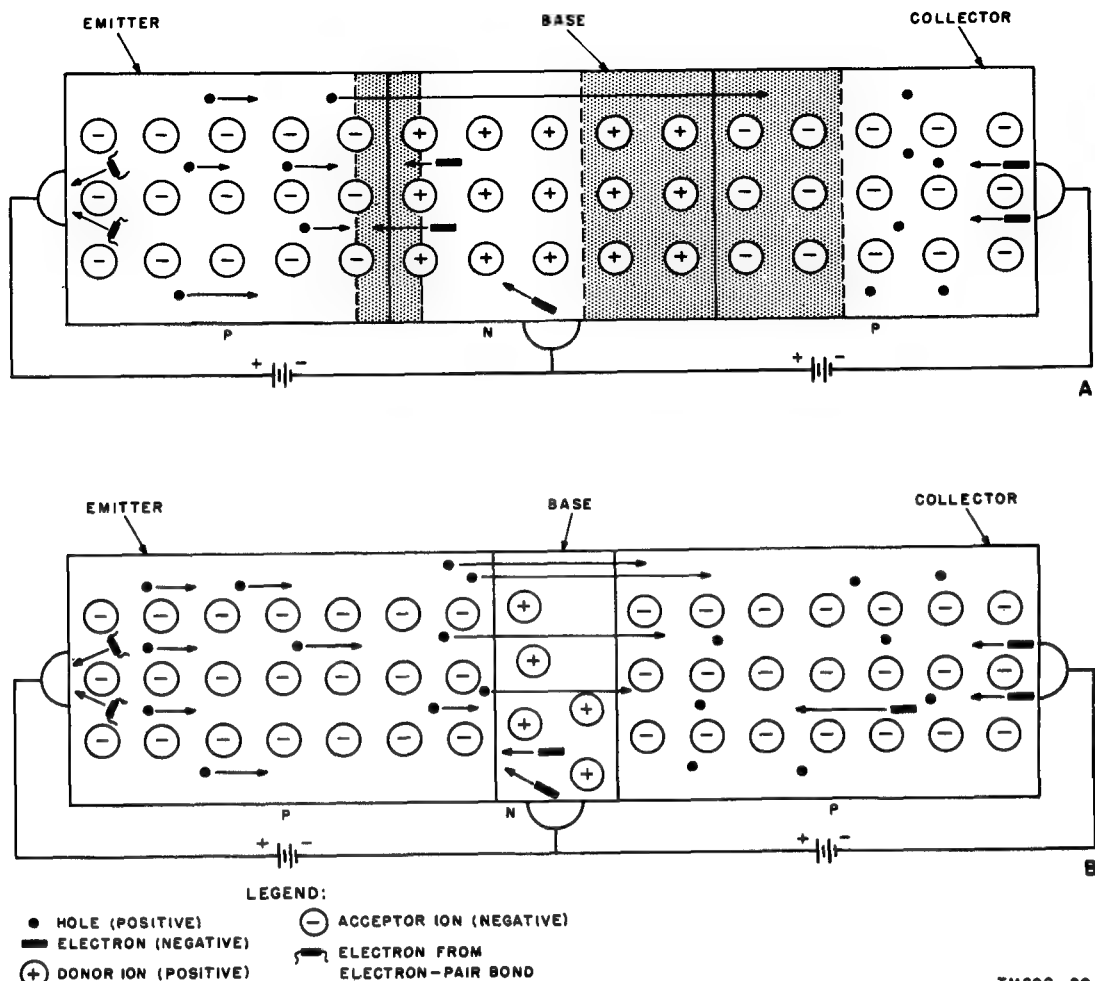 EMITTER
BASE
COLLECTOR
P
N
P
+ -
+ -
A
EMITTER
BASE
COLLECTOR
P
N
P
+ -
+ -
B
LEGEND:
HOLE (POSITIVE)
ELECTRON (NEGATIVE)
+ DONOR ION (POSITIVE)
- ACCEPTOR ION (NEGATIVE)
ELECTRON FROM
ELECTRON-PAIR BOND